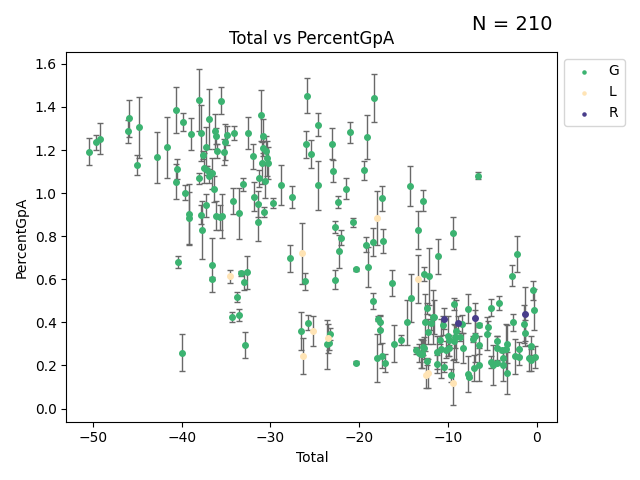 N = 210
Total vs PercentGpA
G
L
R
PercentGpA
1.6
1.4
1.2
1.0
0.8
0.6
0.4
0.2
0.0
−50 −40 −30 −20 −10 0
Total